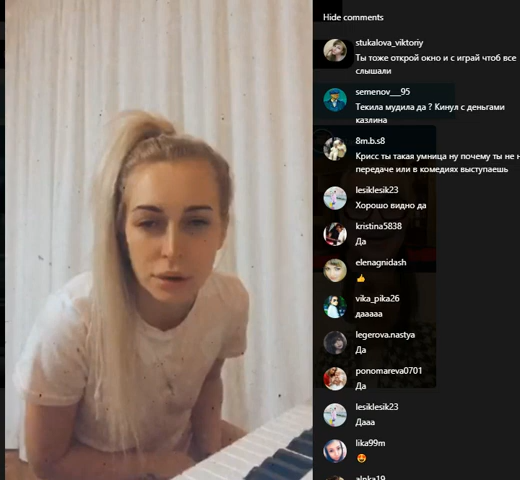 Hide comments
stukalova_viktoriy
Ты тоже открой окно и с играй чтоб все
слышали
semenov___95
Текила мудила да ? Кинул с деньгами
казлина
8m.b.s8
Крисс ты такая умница ну почему ты не
передаче или в комедиях выступаешь
lesiklesik23
Хорошо видно да
kristina5838
Да
elenagnidash
👍
vika_pika26
дааааа
legerova.nastya
Да
ponomareva0701
Да
lesiklesik23
Дааа
lika99m
😍